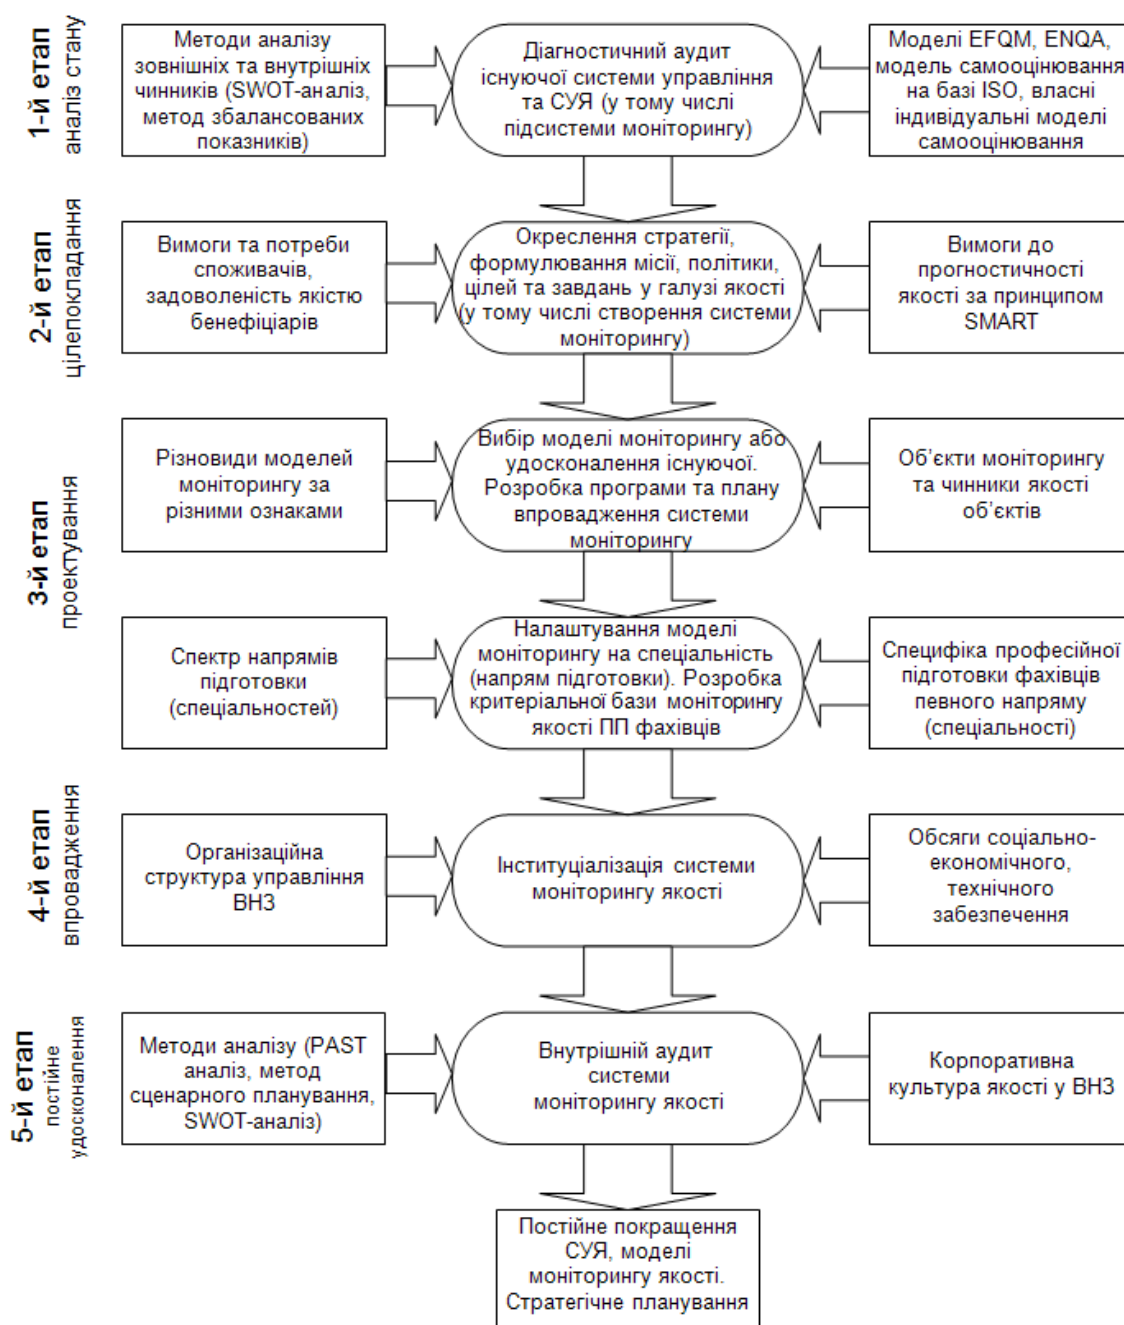 1-й етап
аналіз стану
Методи аналізу
зовнішніх та внутрішніх
чинників (SWOT-аналіз,
метод збалансованих
показників)
Діагностичний аудит
існуючої системи управління
та СУЯ (у тому числі
підсистеми моніторингу)
Моделі EFQM, ENQA,
модель самооцінювання
на базі ISO, власні
індивідуальні моделі
самооцінювання
2-й етап
цілепокладання
Вимоги та потреби
споживачів,
задоволеність якістю
бенефіціарів
Окреслення стратегії,
формулювання місії, політики,
цілей та завдань у галузі якості
(у тому числі створення системи
моніторингу)
Вимоги до
прогностичності
якості за принципом
SMART
3-й етап
проектування
Різновиди моделей
моніторингу за
різними ознаками
Вибір моделі моніторингу або
удосконалення існуючої.
Розробка програми та плану
впровадження системи
моніторингу
Об’єкти моніторингу
та чинники якості
об’єктів
Спектр напрямів
підготовки
(спеціальностей)
Налаштування моделі
моніторингу на спеціальність
(напрям підготовки). Розробка
критеріальної бази моніторингу
якості ПП фахівців
Специфіка професійної
підготовки фахівців
певного напряму
(спеціальності)
4-й етап
впровадження
Організаційна
структура управління
ВНЗ
Інституціалізація системи
моніторингу якості
Обсяги соціально-
економічного,
технічного
забезпечення
5-й етап
постійне
удосконалення
Методи аналізу (PAST
аналіз, метод
сценарного планування,
SWOT-аналіз)
Внутрішній аудит
системи
моніторингу якості
Корпоративна
культура якості у ВНЗ
Постійне покращення
СУЯ, моделі
моніторингу якості.
Стратегічне планування